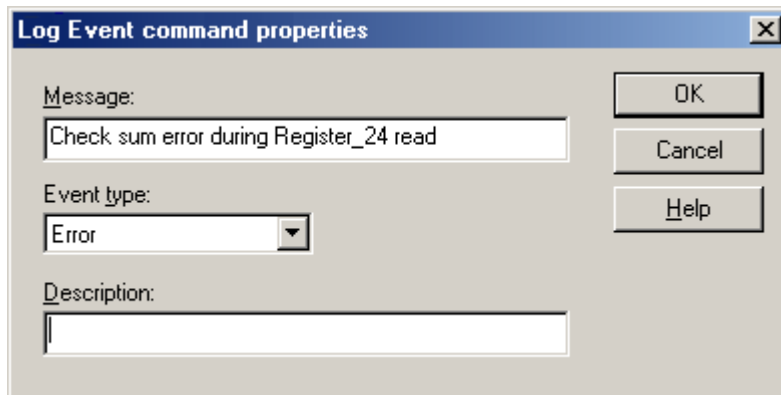 Log Event command properties
Message:
Check sum error during Register_24 read
Event type:
Error
Description:
OK
Cancel
Help